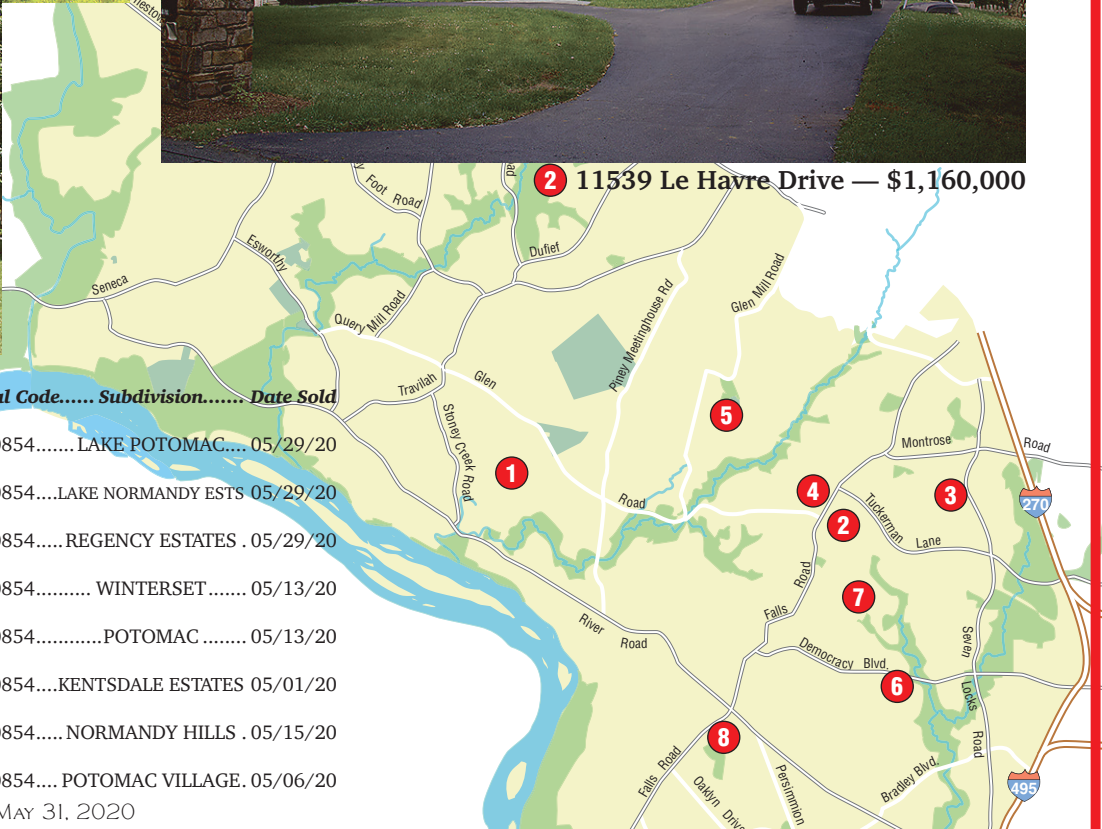 2 11539 Le Havre Drive — $1,160,000
Foot Road
Dufief
Esworthy
Seneca
Query Mill Road
Glen Mill Road
Piney Meetinghouse Rd
Travilah
Glen
Road
Stoney Creek Road
1
5
4
2
3
7
6
8
Montrose
Road
270
Tuckerman
Lane
Falls
Road
River
Road
Democracy Blvd.
Seven
Locks
Road
Falls Road
Oaklyn Drive
Persimmion
Bradley Blvd.
495
Code...... Subdivision....... Date Sold
0854.......LAKE POTOMAC.... 05/29/20
0854....LAKE NORMANDY ESTS 05/29/20
0854.....REGENCY ESTATES . 05/29/20
0854.......... WINTERSET ....... 05/13/20
0854............POTOMAC ........ 05/13/20
0854....KENTSDALE ESTATES 05/01/20
0854.....NORMANDY HILLS . 05/15/20
0854.... POTOMAC VILLAGE. 05/06/20
May 31, 2020